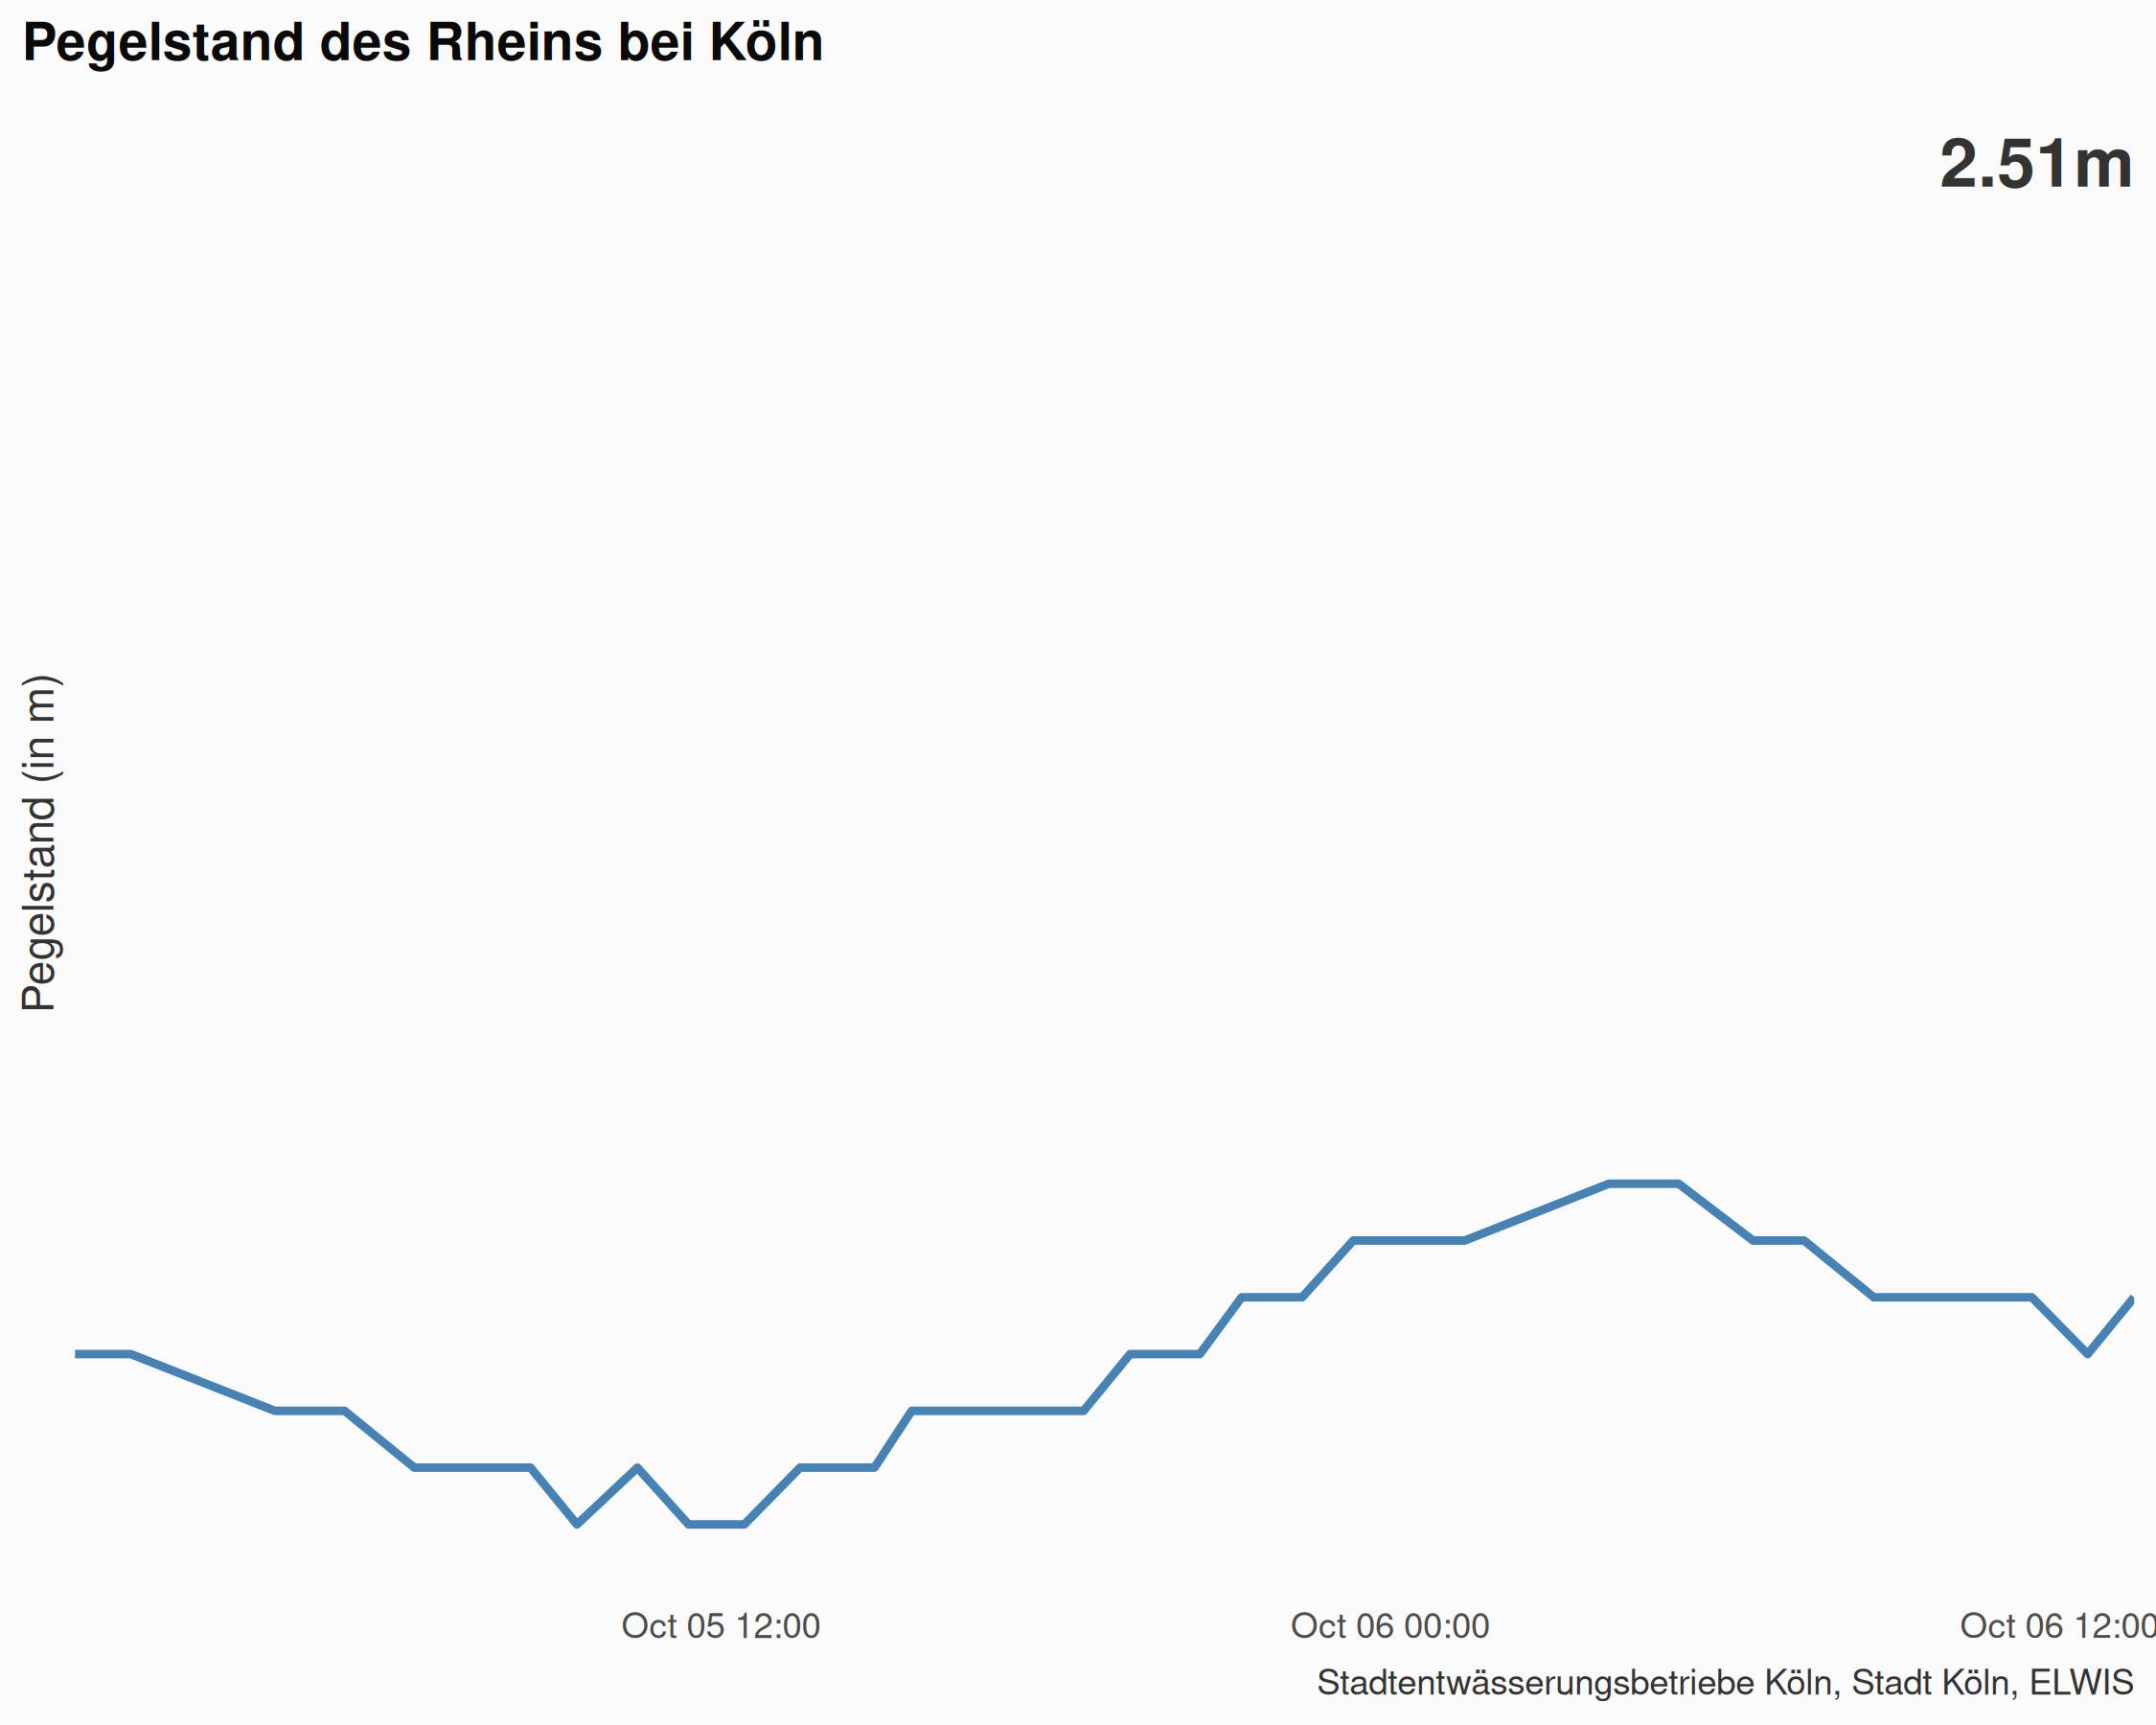 Pegelstand des Rheins bei Köln
2.51m
Pegelstand (in m)
Oct 05 12:00
Oct 06 00:00
Oct 06 12:00
Stadtentwässerungsbetriebe Köln, Stadt Köln, ELWIS